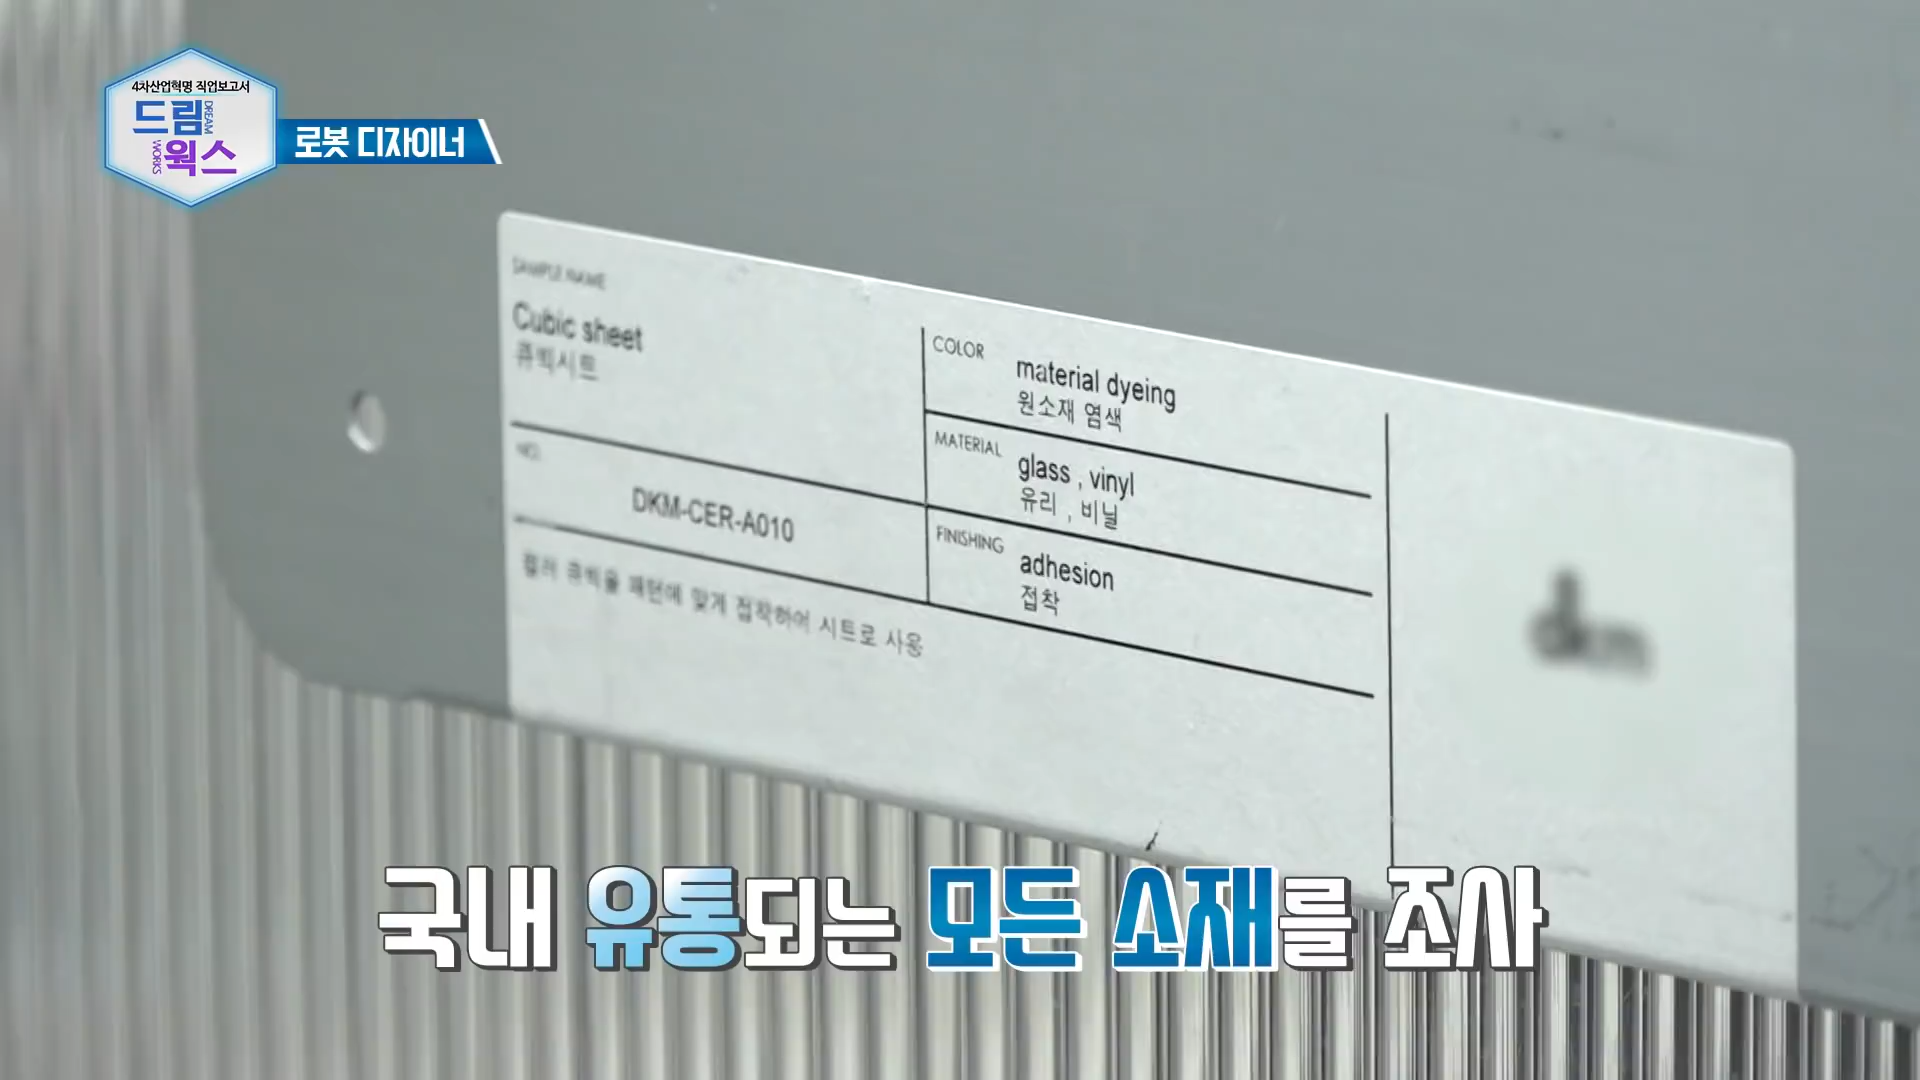 4차산업혁명 직업보고서
드림
DREAM
WORKS
웍스
로봇 디자이너
SAMPLE NAME
Cubic sheet
큐빅시트
NO.
DKM-CER-A010
컬러 큐빅을 패턴에 맞게 접착하여 시트로 사용
COLOR
material dyeing
원소재 염색
MATERIAL
glass , vinyl
유리 , 비닐
FINISHING
adhesion
접착
국내 유통되는 모든 소재를 조사